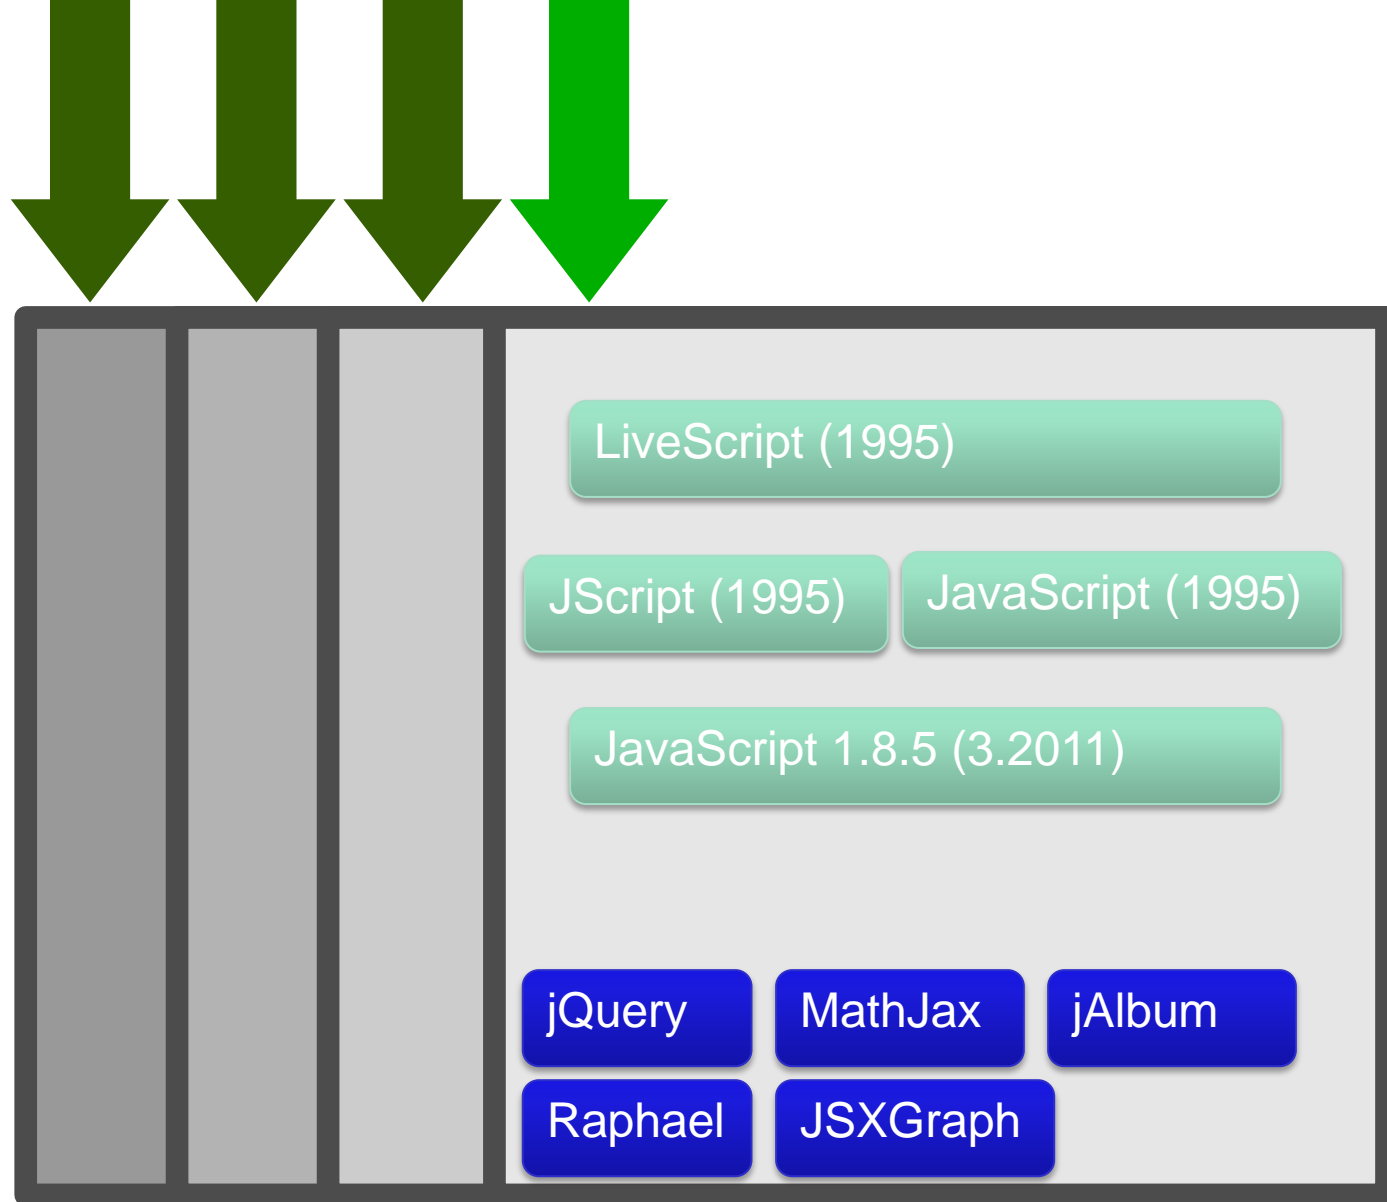 LiveScript (1995)
JScript (1995)
JavaScript (1995)
JavaScript 1.8.5 (3.2011)
jQuery
MathJax
jAlbum
Raphael
JSXGraph